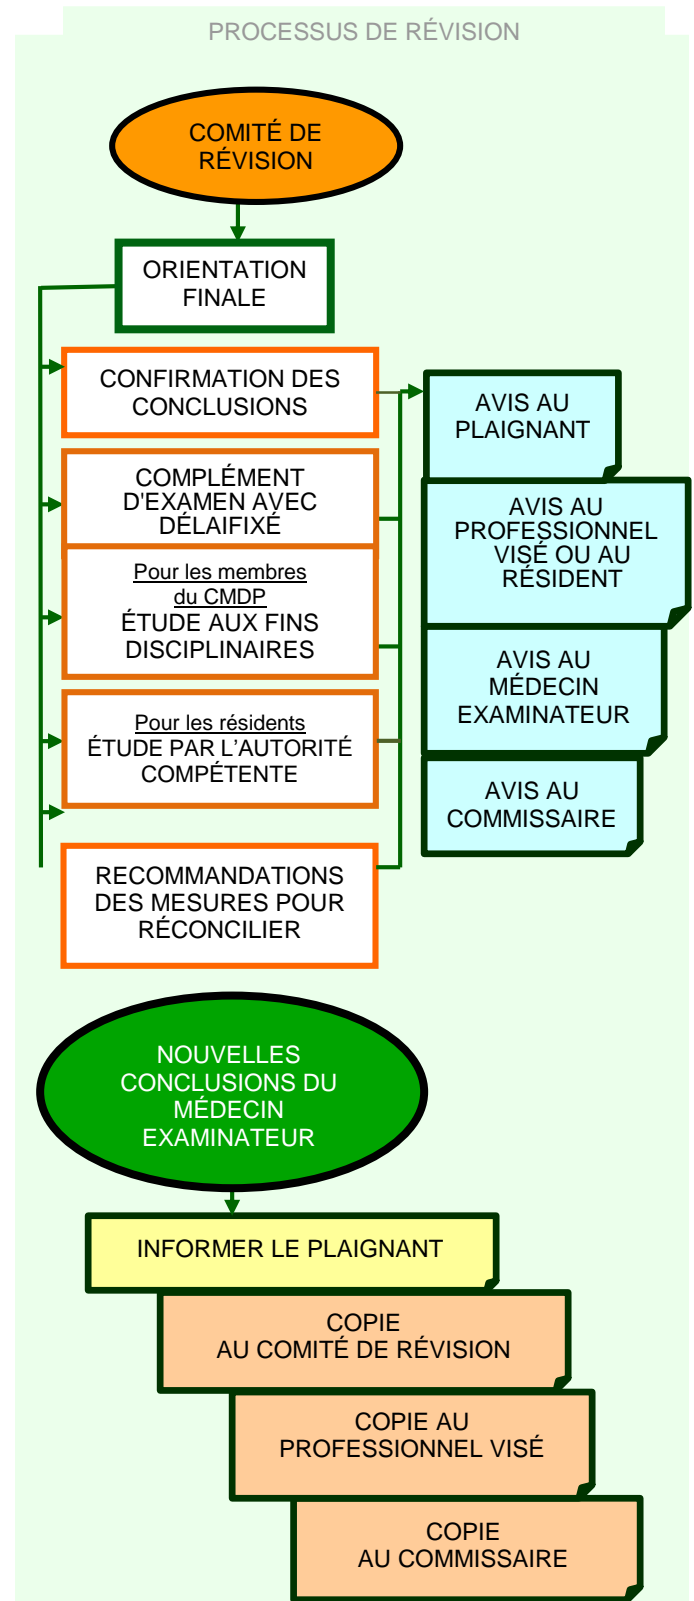 PROCESSUS DE RÉVISION
COMITÉ DE
RÉVISION
ORIENTATION
FINALE
CONFIRMATION DES
CONCLUSIONS
COMPLÉMENT
D'EXAMEN AVEC
DÉLAIFIXÉ
Pour les membres
du CMDP
ÉTUDE AUX FINS
DISCIPLINAIRES
Pour les résidents
ÉTUDE PAR L'AUTORITÉ
COMPÉTENTE
RECOMMANDATIONS
DES MESURES POUR
RÉCONCILIER
AVIS AU
PLAIGNANT
AVIS AU
PROFESSIONNEL
VISÉ OU AU
RÉSIDENT
AVIS AU
MÉDECIN
EXAMINATEUR
AVIS AU
COMMISSAIRE
NOUVELLES
CONCLUSIONS DU
MÉDECIN
EXAMINATEUR
INFORMER LE PLAIGNANT
COPIE
AU COMITÉ DE RÉVISION
COPIE AU
PROFESSIONNEL VISÉ
COPIE
AU COMMISSAIRE